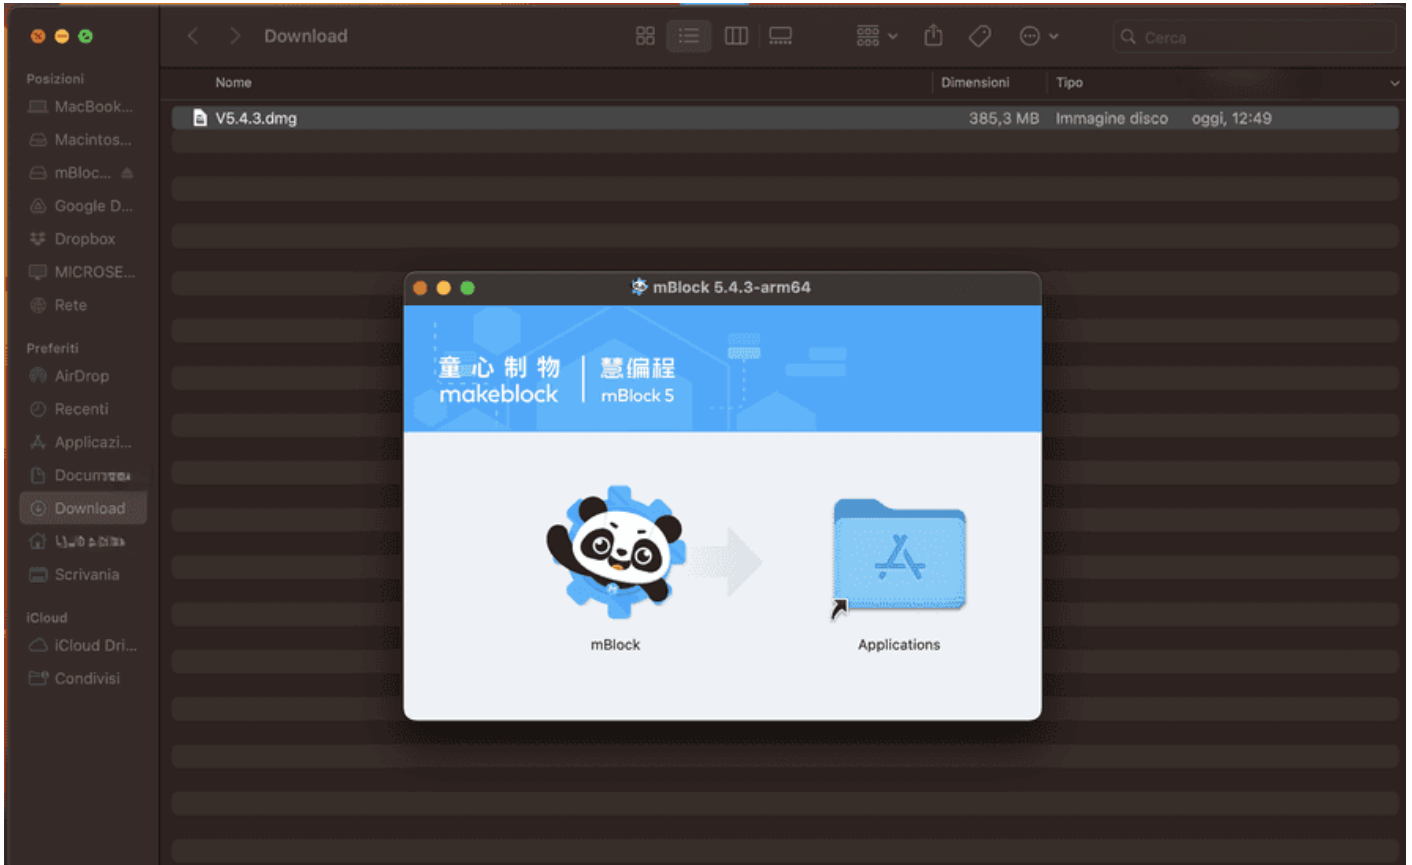 Download
Cerca
Posizioni
MacBook...
Macintos...
mBloc...
Google D...
Dropbox
MICROSE...
Rete
Preferiti
AirDrop
Recenti
Applicazi...
Download
Scrivania
iCloud
iCloud Dri...
Condivisi
Nome
Dimensioni
Tipo
V5.4.3.dmg
385,3 MB
Immagine disco
oggi, 12:49
mBlock 5.4.3-arm64
童心制物 慧编程
makeblock mBlock 5
mBlock
Applications